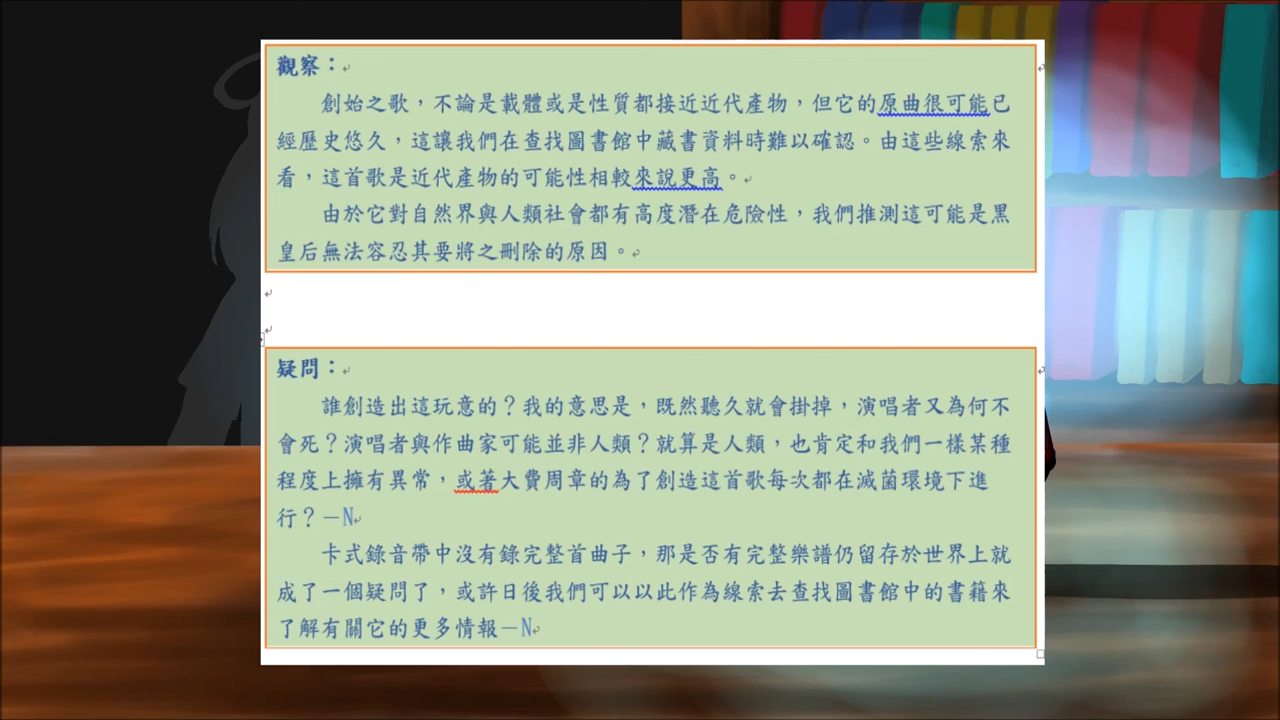 觀察：
創始之歌，不論是載體或是性質都接近近代產物，但它的原曲很可能已
經歷史悠久，這讓我們在查找圖書館中藏書資料時難以確認。由這些線索來
看，這首歌是近代產物的可能性相較來說更高。
由於它對自然界與人類社會都有高度潛在危險性，我們推測這可能是黑
皇后無法容忍其要將之刪除的原因。
疑問：
誰創造出這玩意的？我的意思是，既然聽久就會掛掉，演唱者又為何不
會死？演唱者與作曲家可能並非人類？就算是人類，也肯定和我們一樣某種
程度上擁有異常，或著大費周章的為了創造這首歌每次都在滅菌環境下進
行？－N
卡式錄音帶中沒有錄完整首曲子，那是否有完整樂譜仍留存於世界上就
成了一個疑問了，或許日後我們可以以此作為線索去查找圖書館中的書籍來
了解有關它的更多情報－N